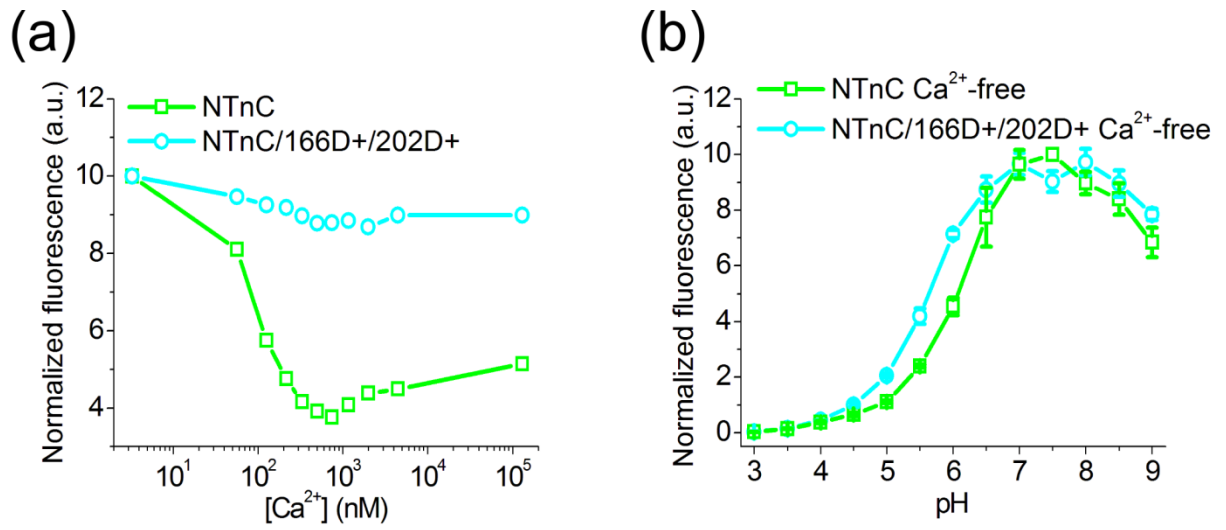 (a)
NTnC
NTnC/166D+/202D+
Normalized fluorescence (a.u.)
12
10
8
6
4
10¹ 10² 10³ 10⁴ 10⁵
[Ca²⁺] (nM)
(b)
NTnC Ca²⁺-free
NTnC/166D+/202D+ Ca²⁺-free
Normalized fluorescence (a.u.)
12
10
8
6
4
2
0
3 4 5 6 7 8 9
pH